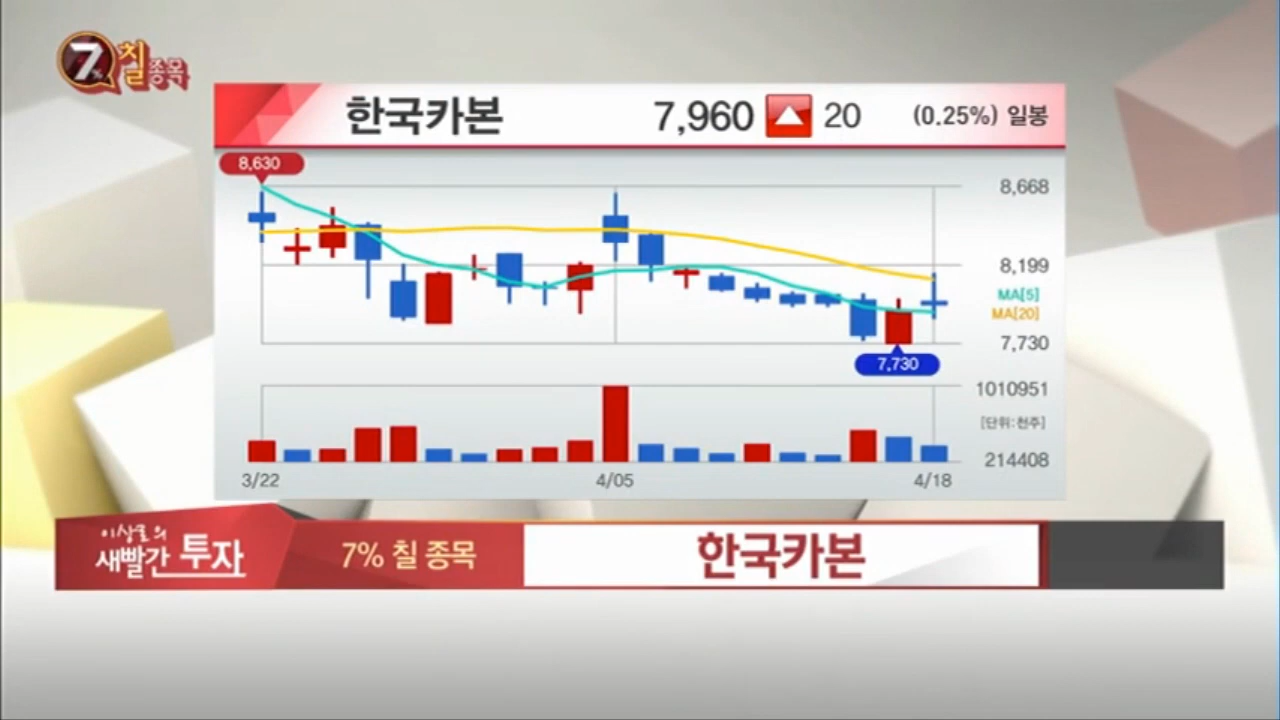 7%
칠
종목
한국카본 7,960 ▲ 20 (0.25%) 일봉
8,630
8,668
8,199
MA[5]
MA[20]
7,730
7,730
1010951
[단위:천주]
214408
3/22 4/05 4/18
이상로의
새빨간 투자
7% 칠 종목
한국카본